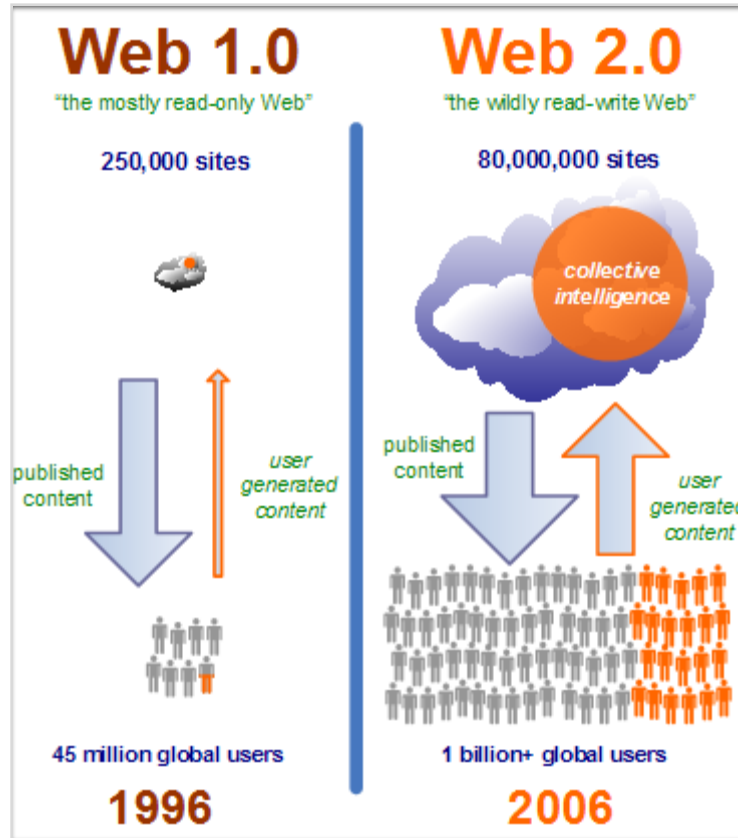 Web 1.0
"the mostly read-only Web"
250,000 sites
published
content
user
generated
content
45 million global users
1996
Web 2.0
"the wildly read-write Web"
80,000,000 sites
collective
intelligence
published
content
user
generated
content
1 billion+ global users
2006